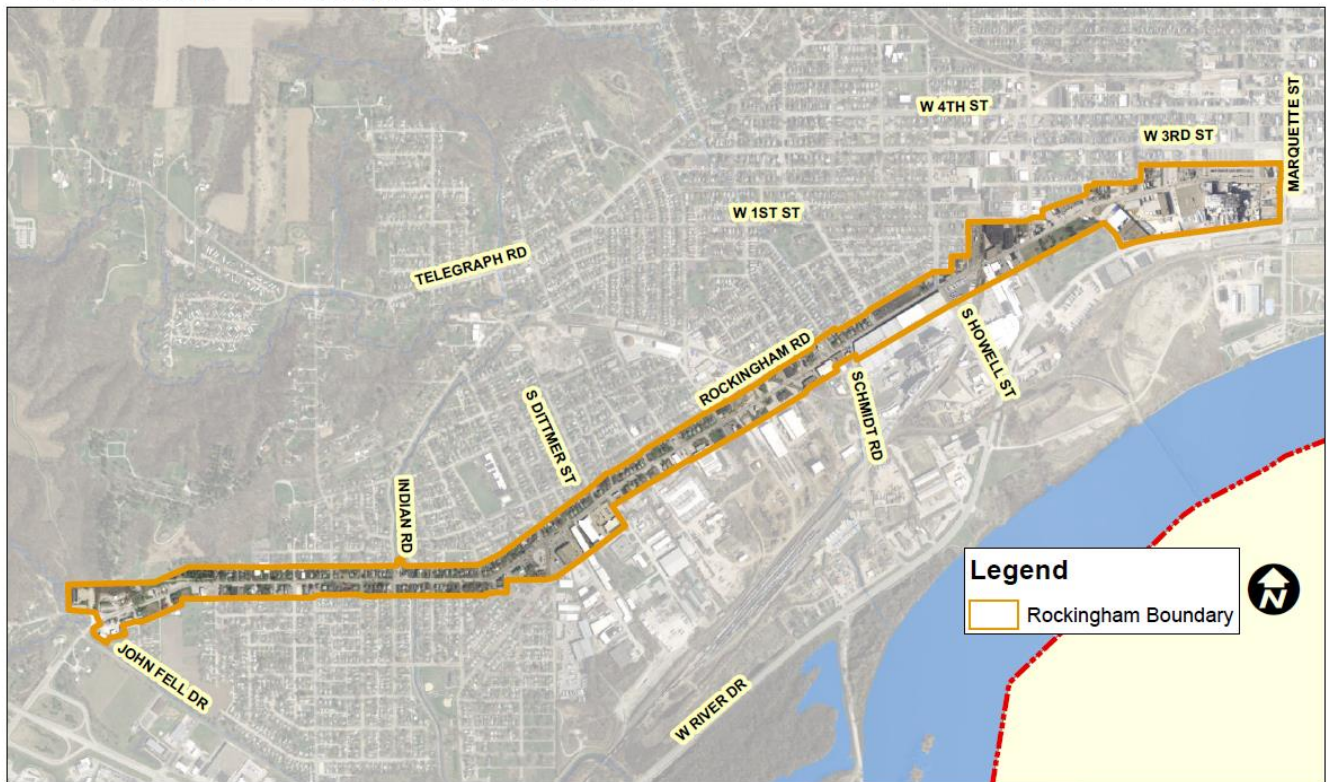 W 4TH ST
W 3RD ST
MARQUETTE ST
W 1ST ST
TELEGRAPH RD
ROCKINGHAM RD
S HOWELL ST
SCHMIDT RD
S DITTMER ST
INDIAN RD
JOHN FELL DR
W RIVER DR
Legend
Rockingham Boundary
N